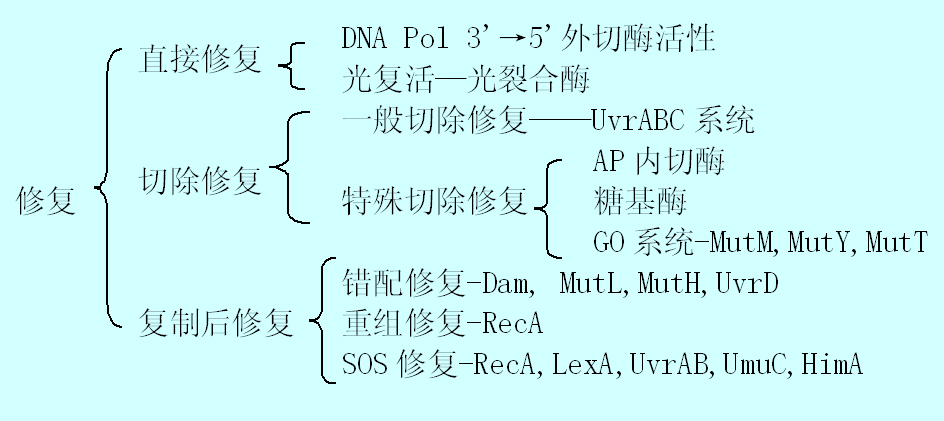 修复
直接修复
DNA Pol 3'→5'外切酶活性
光复活—光裂合酶
切除修复
一般切除修复——UvrABC 系统
特殊切除修复
AP 内切酶
糖基酶
GO 系统-MutM,MutY,MutT
复制后修复
错配修复-Dam, MutL,MutH,UvrD
重组修复-RecA
SOS 修复-RecA,LexA,UvrAB,UmuC,HimA